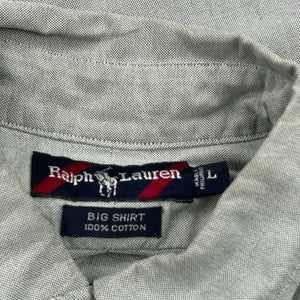 Ralph Lauren
L
BIG SHIRT
100% COTTON